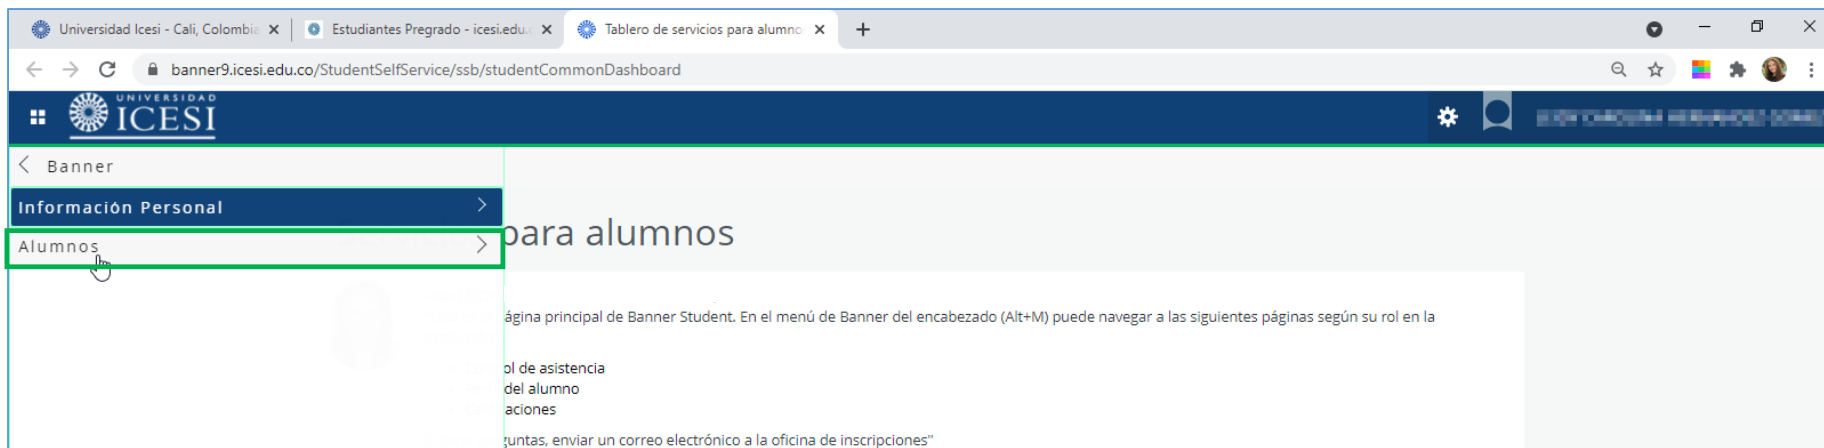 Universidad Icesi - Cali, Colombia
Estudiantes Pregrado - icesi.edu.c
Tablero de servicios para alumno
banner9.icesi.edu.co/StudentSelfService/ssb/studentCommonDashboard
UNIVERSIDAD
ICESI
Banner
Información Personal
Alumnos
para alumnos
ágina principal de Banner Student. En el menú de Banner del encabezado (Alt+M) puede navegar a las siguientes páginas según su rol en la
ol de asistencia
del alumno
aciones
guntas, enviar un correo electrónico a la oficina de inscripciones"